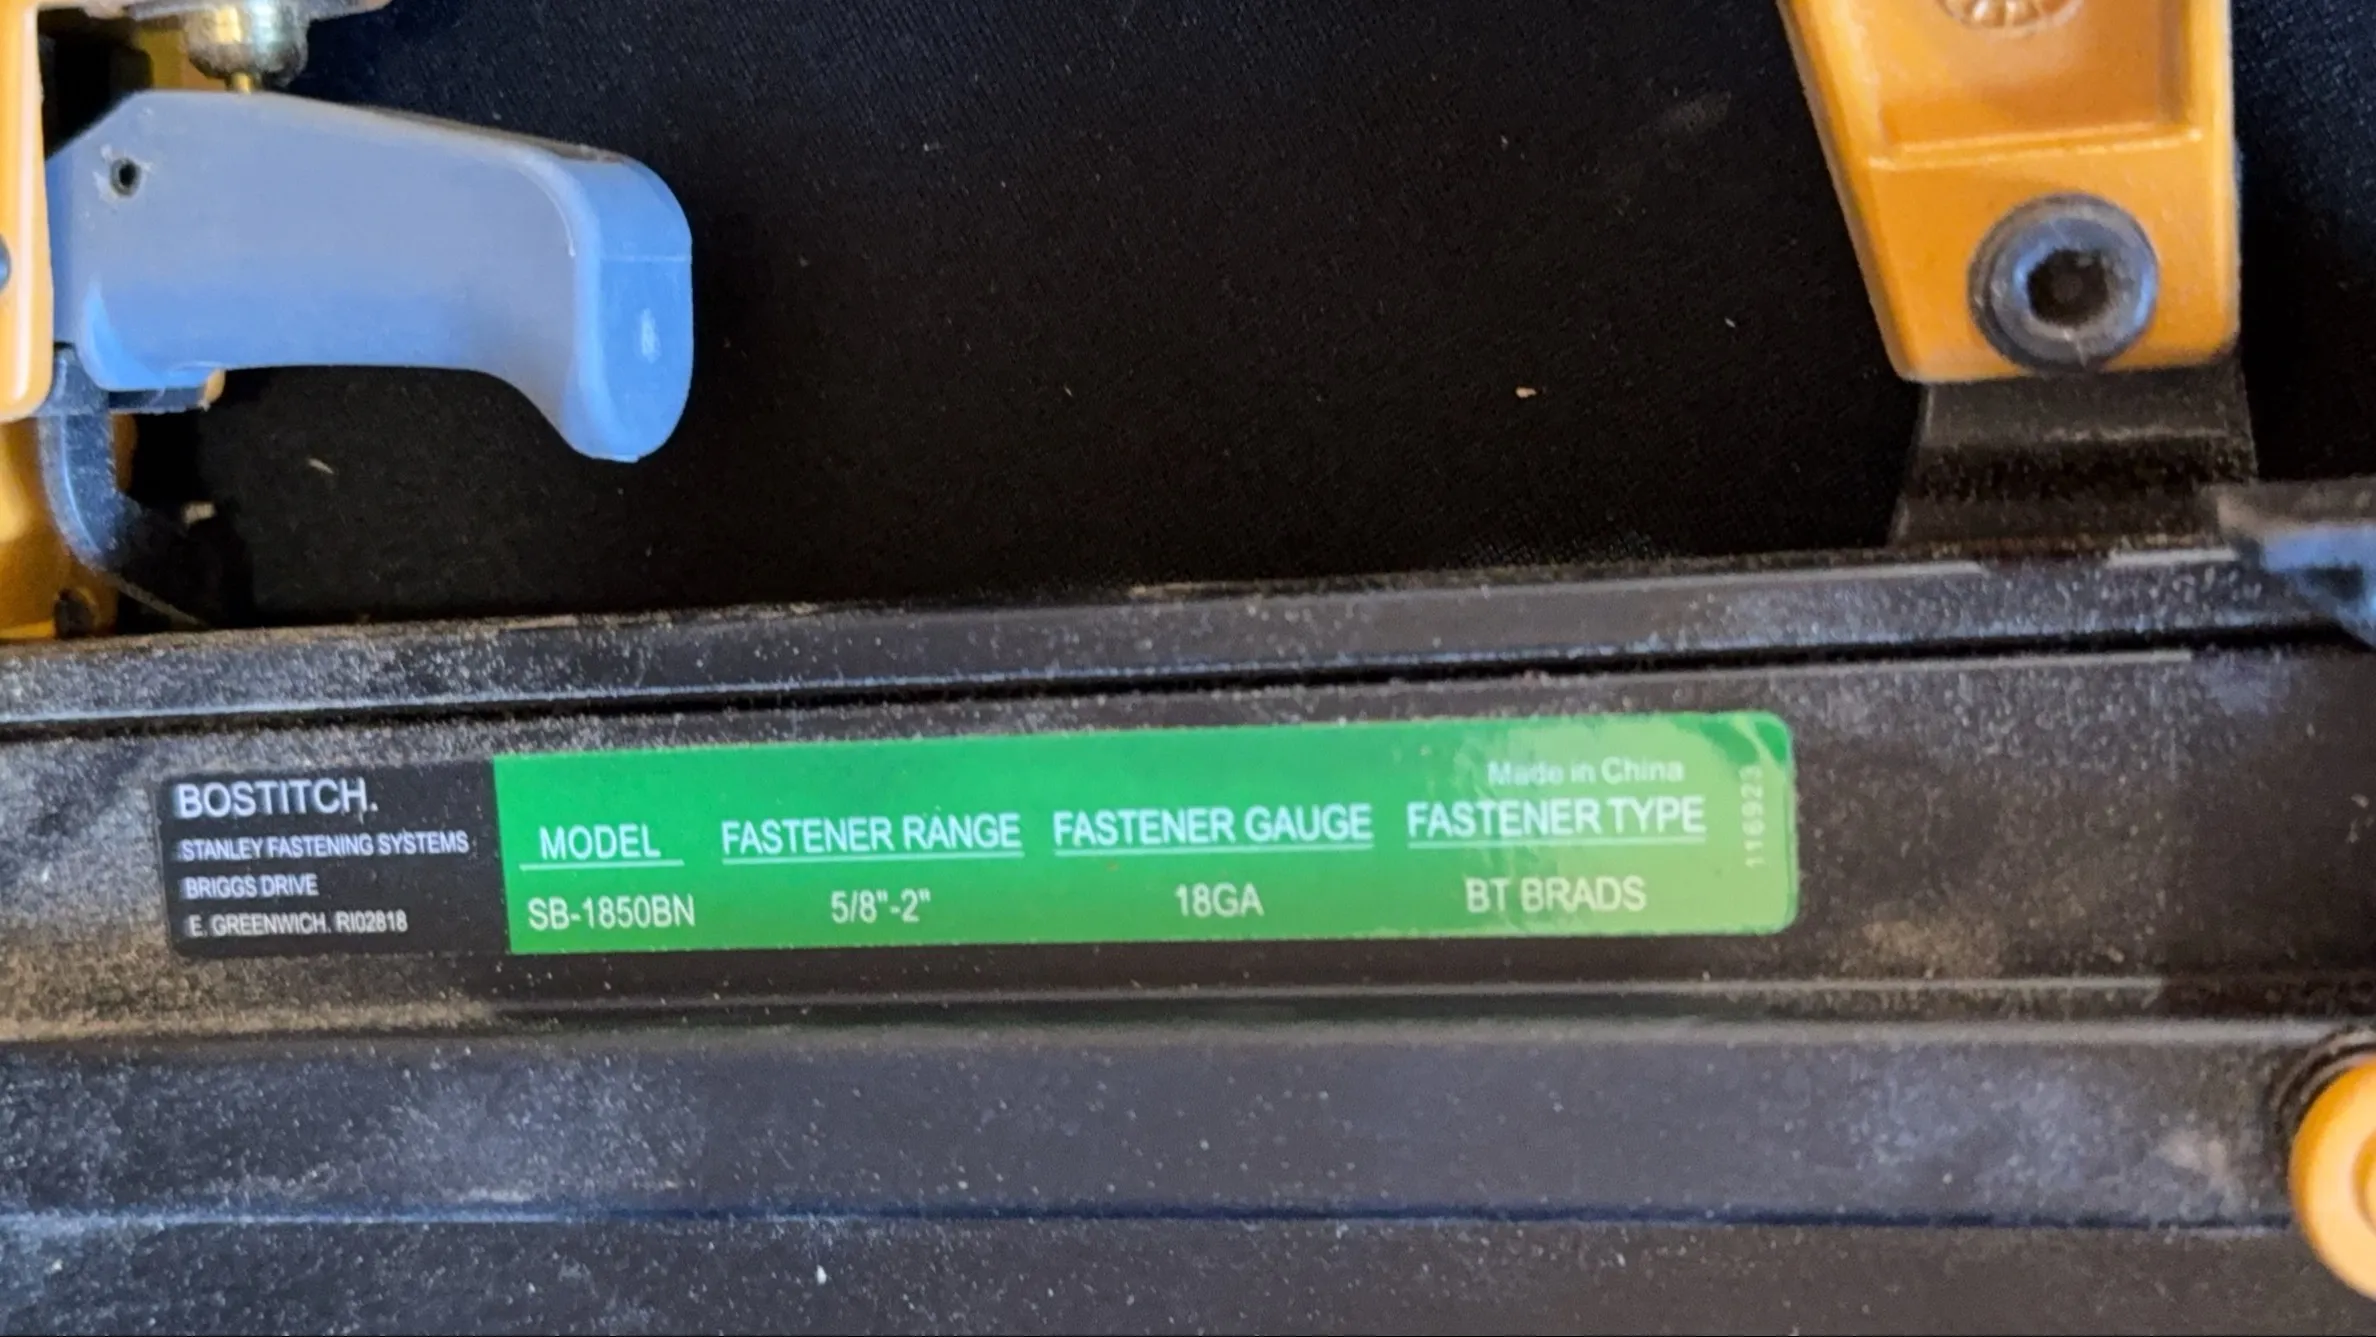 BOSTITCH.
STANLEY FASTENING SYSTEMS
BRIGGS DRIVE
E. GREENWICH. RI02818
Made in China
MODEL FASTENER RANGE FASTENER GAUGE FASTENER TYPE
SB-1850BN 5/8"-2" 18GA BT BRADS
116923